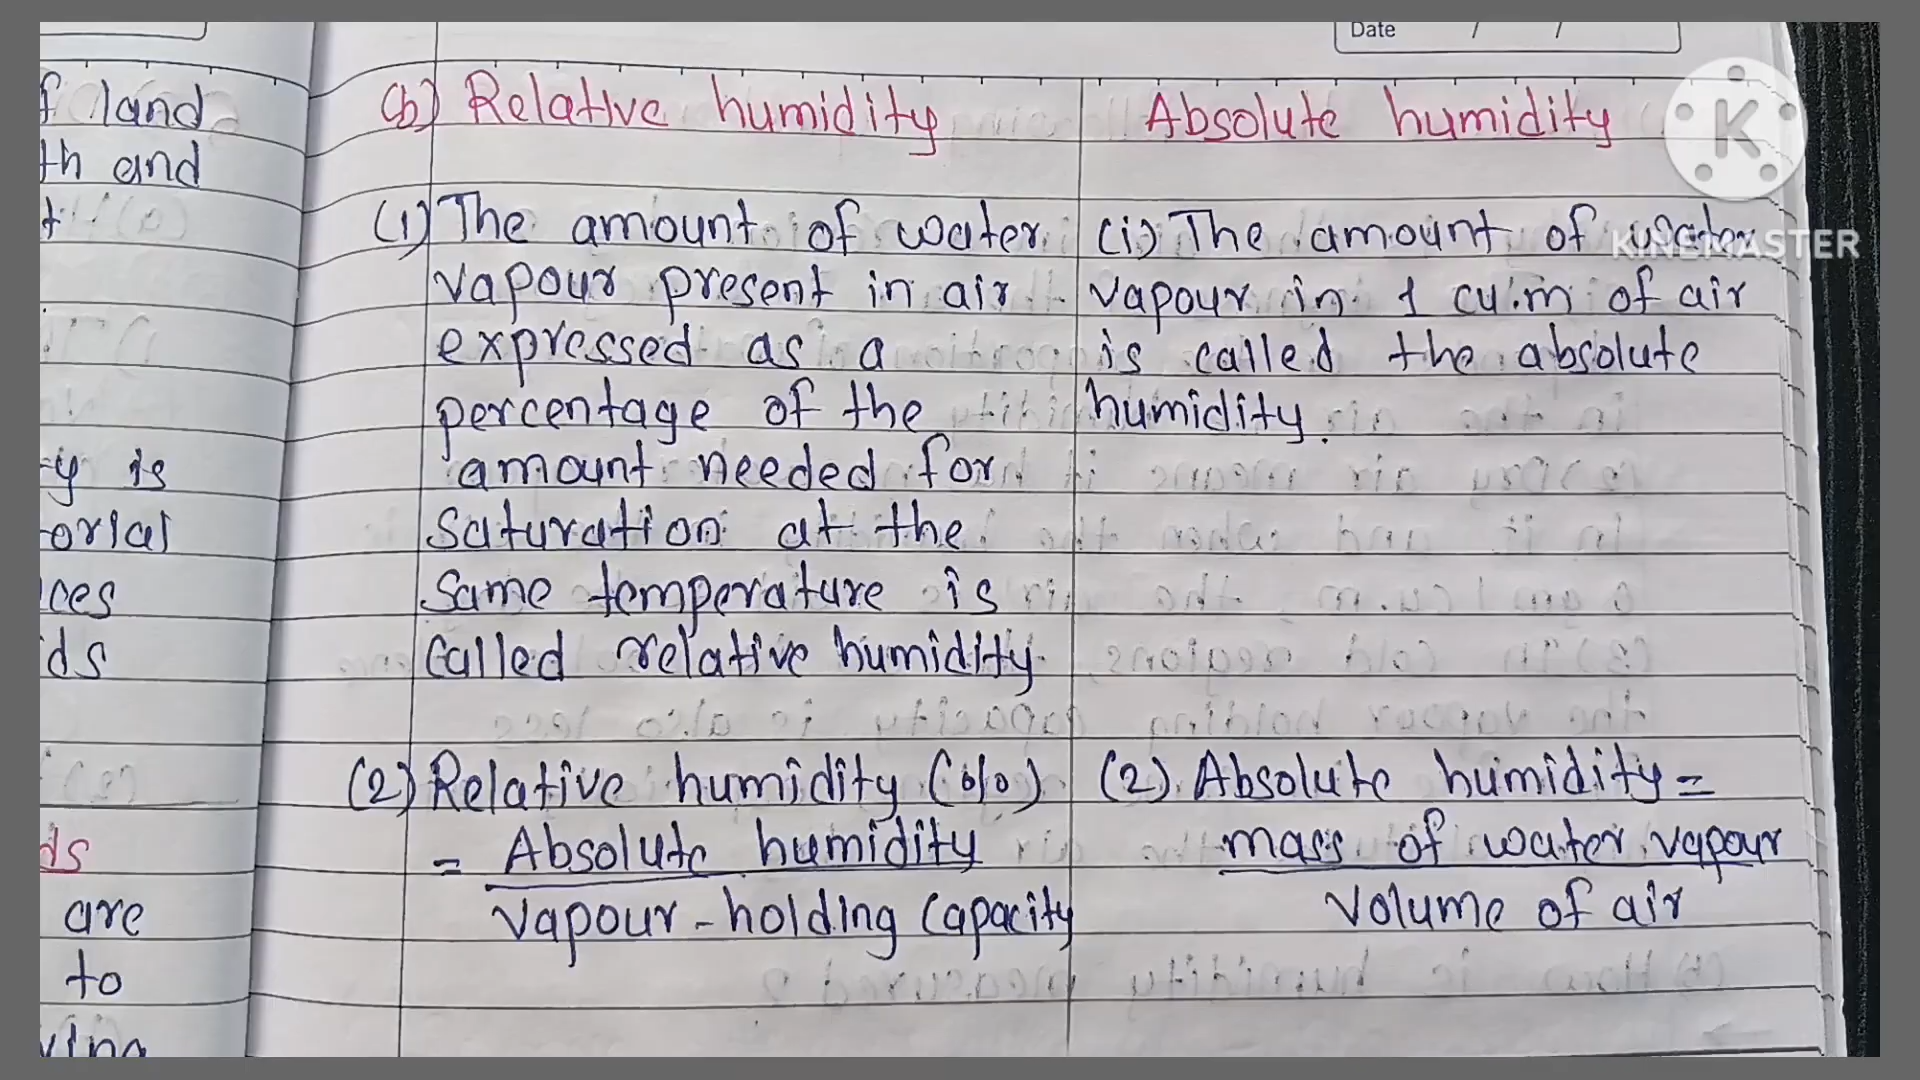 Date / /
f land
th and
t
y is
orial
ces
ds
ds
are
to
ving
(b) Relative humidity
(1) The amount of water
vapour present in air
expressed as a
percentage of the
amount needed for
saturation at the
same temperature is
called relative humidity.
(2) Relative humidity (o/o)
= Absolute humidity
Vapour-holding capacity
Absolute humidity
(i) The amount of water
vapour in 1 cu.m of air
is called the absolute
humidity.
(2) Absolute humidity =
mass of water vapour
Volume of air
K
KINEMASTER